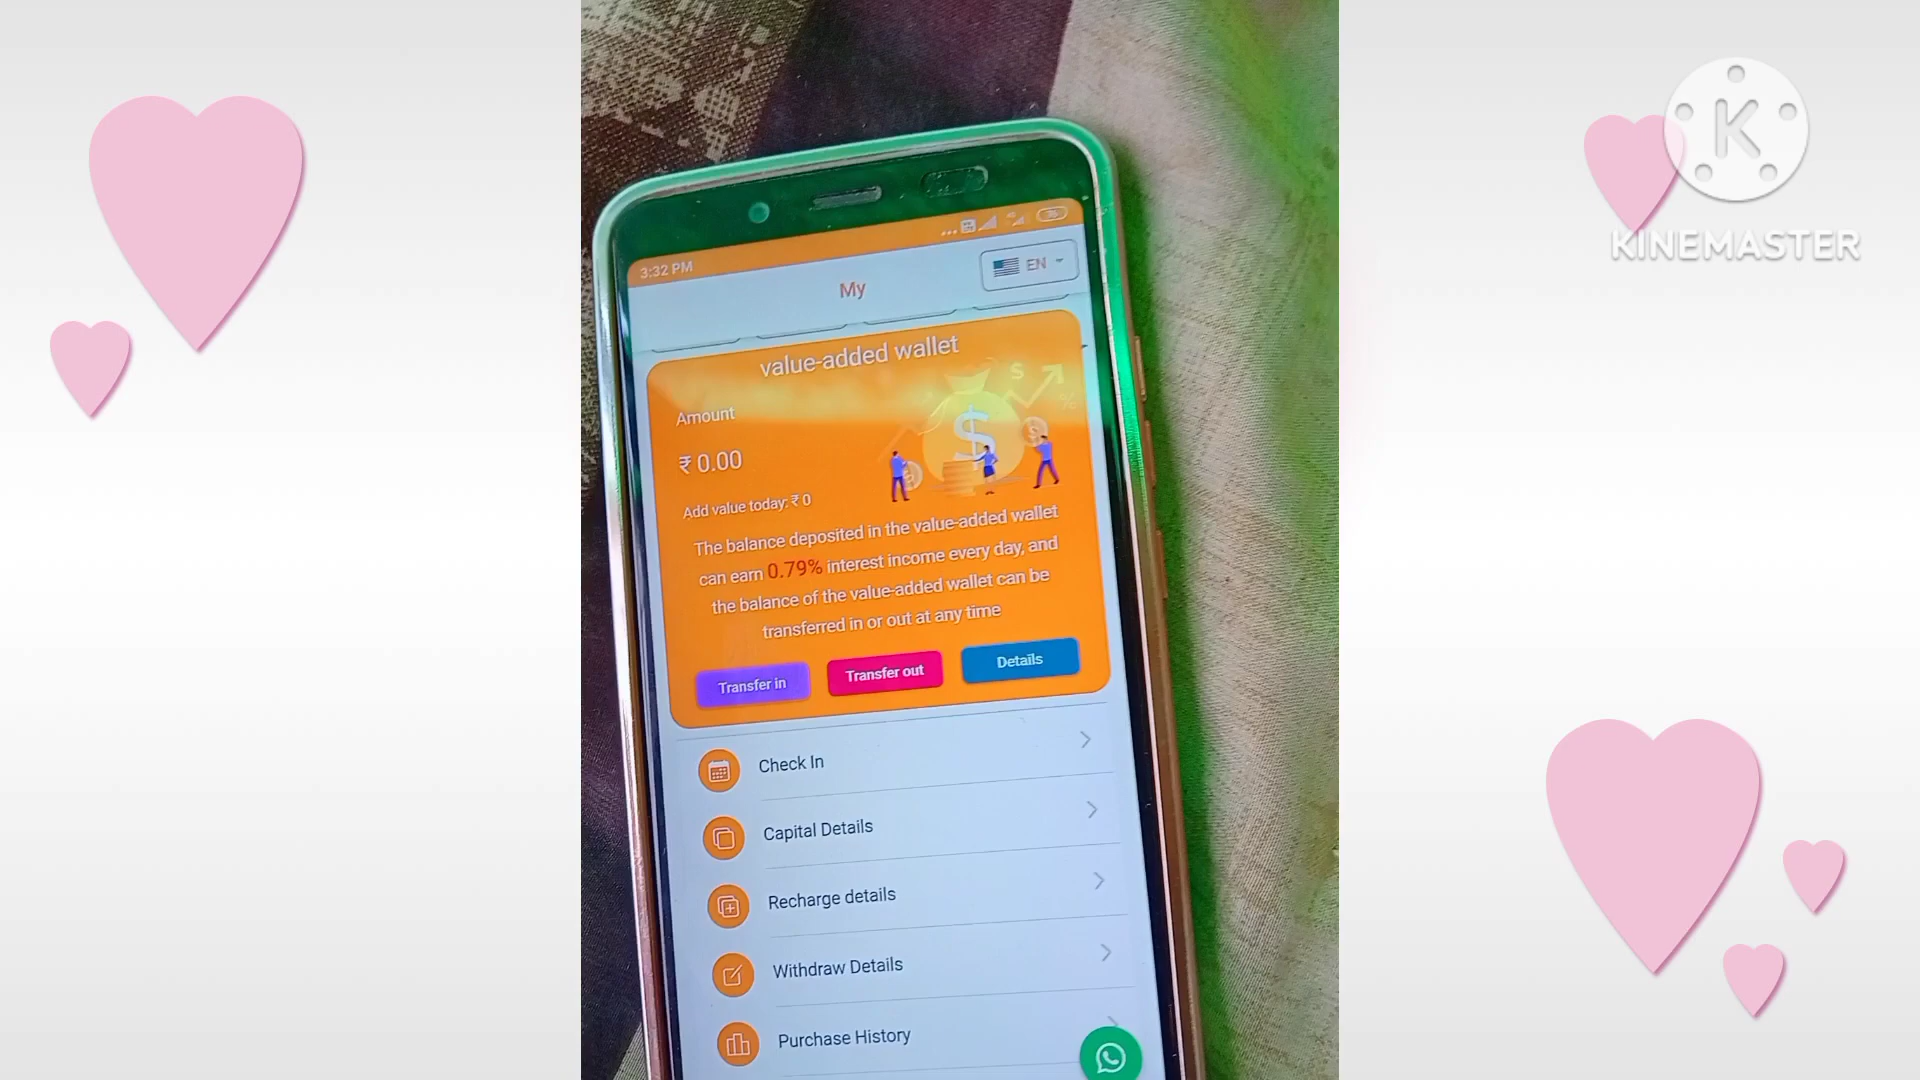 K
KINEMASTER
3:32 PM
My
EN
value-added wallet
Amount
₹ 0.00
Add value today: ₹ 0
The balance deposited in the value-added wallet
can earn 0.79% interest income every day, and
the balance of the value-added wallet can be
transferred in or out at any time
Transfer in
Transfer out
Details
Check In
Capital Details
Recharge details
Withdraw Details
Purchase History